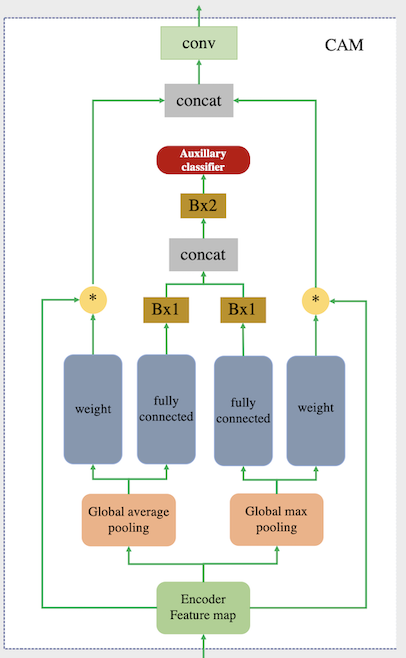 conv
CAM
concat
Auxillary
classifier
Bx2
concat
*
*
Bx1
Bx1
weight
fully
connected
fully
connected
weight
Global average
pooling
Global max
pooling
Encoder
Feature map